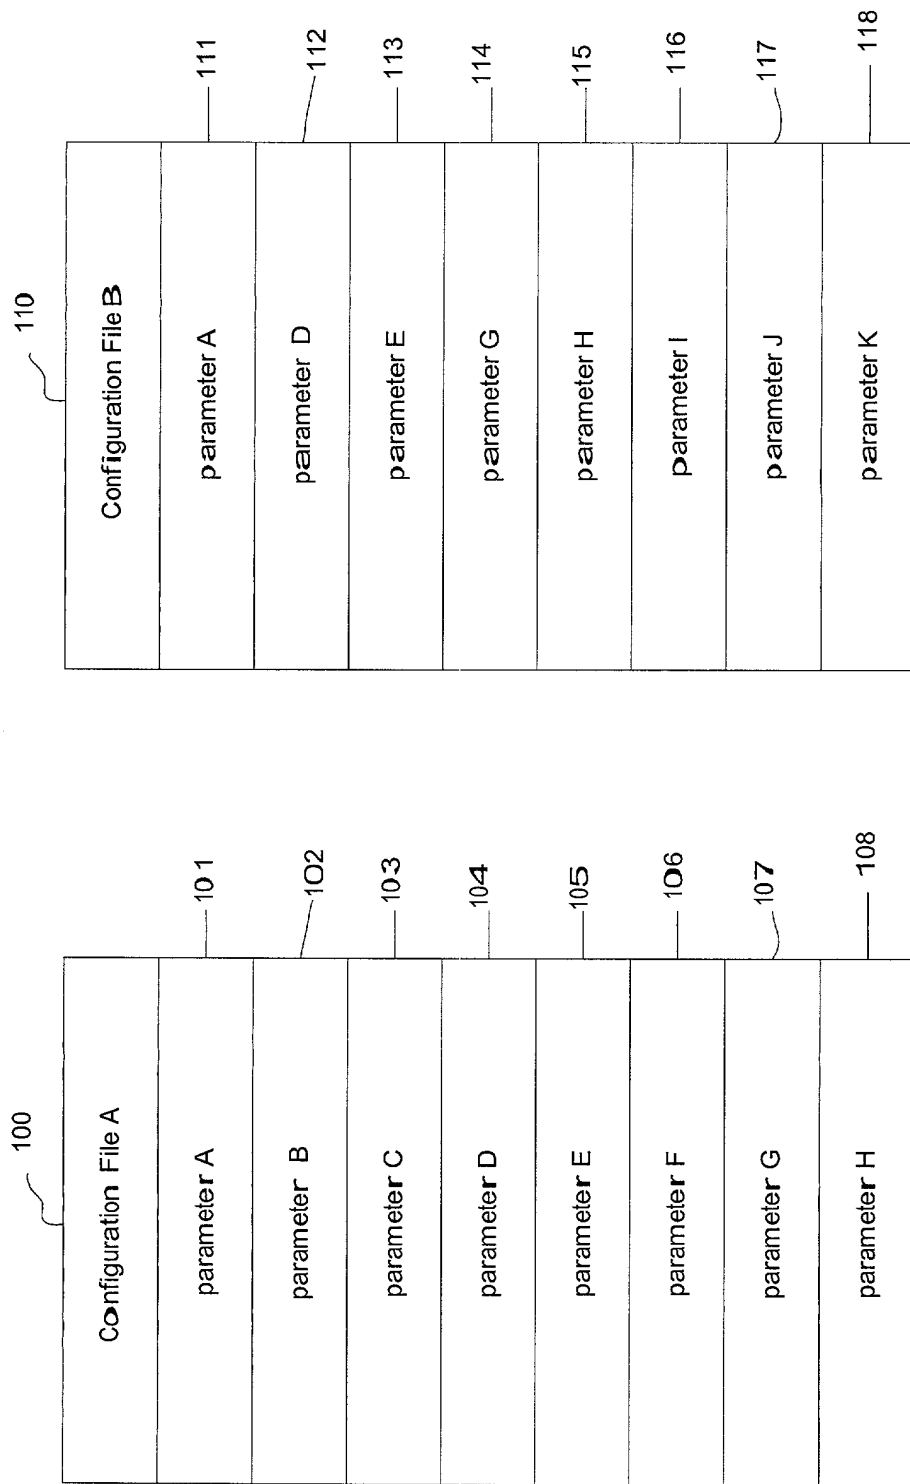 100
Configuration File A
parameter A 101
parameter B 102
parameter C 103
parameter D 104
parameter E 105
parameter F 106
parameter G 107
parameter H 108
110
Configuration File B
parameter A 111
parameter D 112
parameter E 113
parameter G 114
parameter H 115
parameter I 116
parameter J 117
parameter K 118